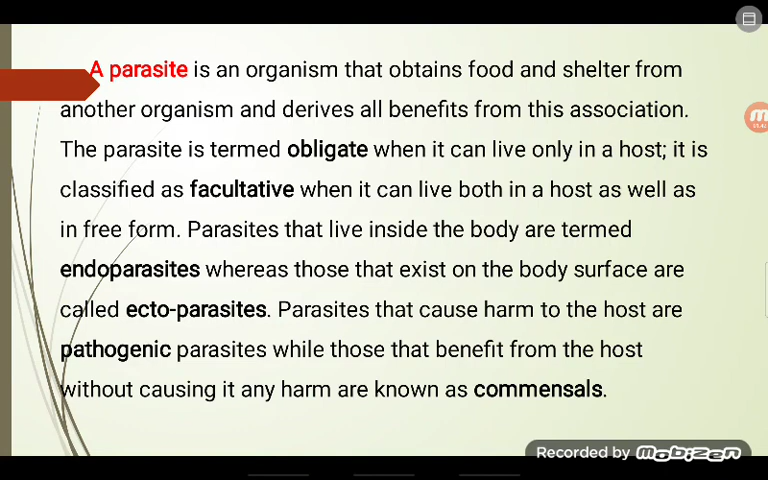 A parasite is an organism that obtains food and shelter from
another organism and derives all benefits from this association.
The parasite is termed obligate when it can live only in a host; it is
classified as facultative when it can live both in a host as well as
in free form. Parasites that live inside the body are termed
endoparasites whereas those that exist on the body surface are
called ecto-parasites. Parasites that cause harm to the host are
pathogenic parasites while those that benefit from the host
without causing it any harm are known as commensals.
Recorded by mobizen